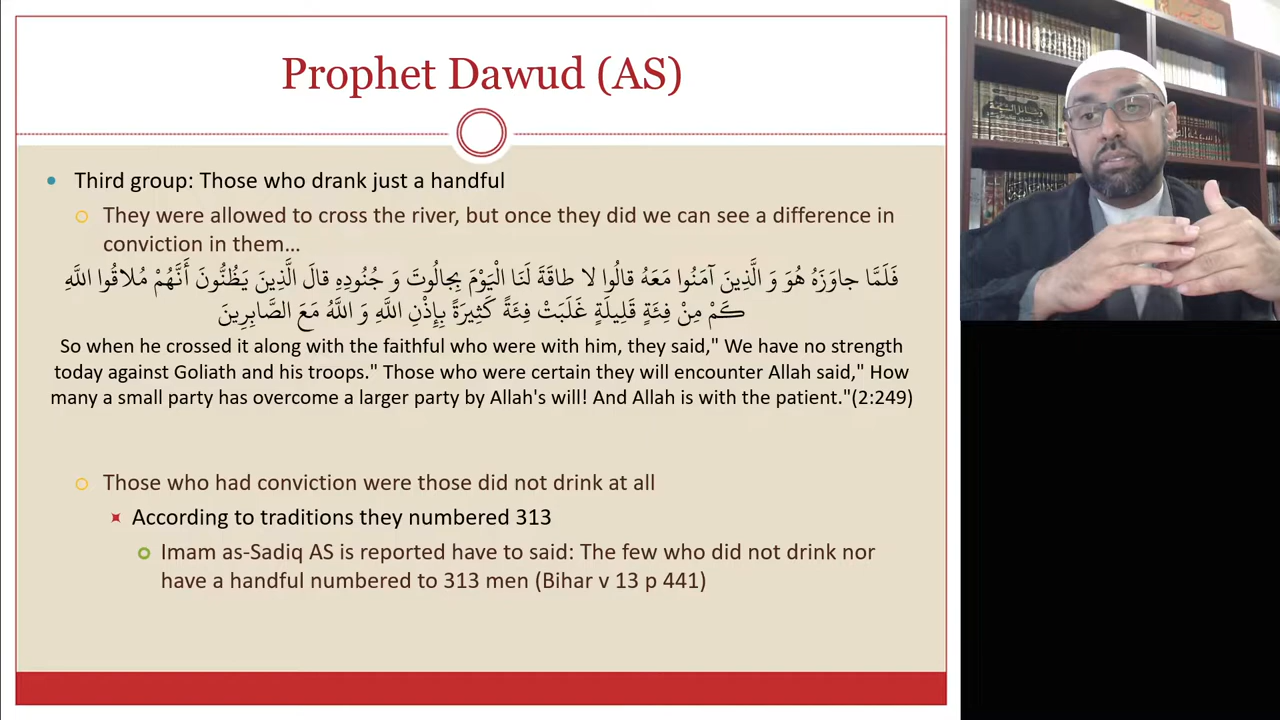 Prophet Dawud (AS)
Third group: Those who drank just a handful
They were allowed to cross the river, but once they did we can see a difference in
conviction in them…
فَلَمَّا جاوَزَهُ هُوَ وَ الَّذِينَ آمَنُوا مَعَهُ قالُوا لا طاقَةَ لَنَا الْيَوْمَ بِجالُوتَ وَ جُنُودِهِ قالَ الَّذِينَ يَظُنُّونَ أَنَّهُمْ مُلاقُوا اللَّهِ
كَمْ مِنْ فِئَةٍ قَلِيلَةٍ غَلَبَتْ فِئَةً كَثِيرَةً بِإِذْنِ اللَّهِ وَ اللَّهُ مَعَ الصَّابِرِينَ
So when he crossed it along with the faithful who were with him, they said," We have no strength
today against Goliath and his troops." Those who were certain they will encounter Allah said," How
many a small party has overcome a larger party by Allah's will! And Allah is with the patient."(2:249)
Those who had conviction were those did not drink at all
According to traditions they numbered 313
Imam as-Sadiq AS is reported have to said: The few who did not drink nor
have a handful numbered to 313 men (Bihar v 13 p 441)